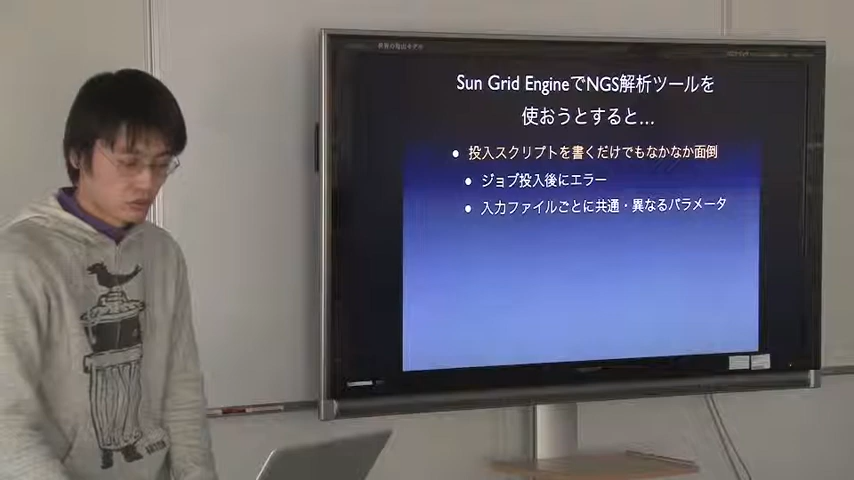 Sun Grid EngineでNGS解析ツールを
使おうとすると...
• 投入スクリプトを書くだけでもなかなか面倒
• ジョブ投入後にエラー
• 入力ファイルごとに共通・異なるパラメータ